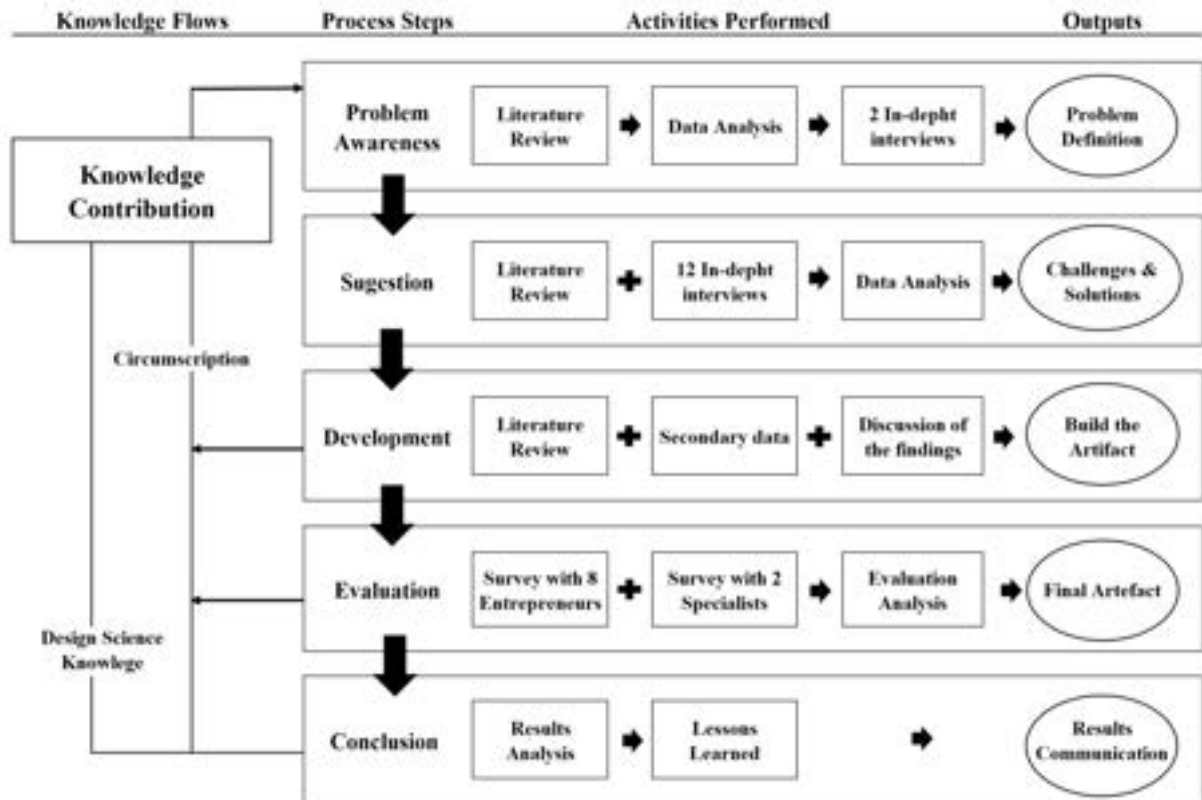 Knowledge Flows
Process Steps
Activities Performed
Outputs
Knowledge
Contribution
Circumscription
Design Science
Knowlege
Problem
Awareness
Literature
Review
Data Analysis
2 In-depht
interviews
Problem
Definition
Sugestion
Literature
Review
12 In-depht
interviews
Data Analysis
Challenges &
Solutions
Development
Literature
Review
Secondary data
Discussion of
the findings
Build the
Artifact
Evaluation
Survey with 8
Entrepreneurs
Survey with 2
Specialists
Evaluation
Analysis
Final Artefact
Conclusion
Results
Analysis
Lessons
Learned
Results
Communication